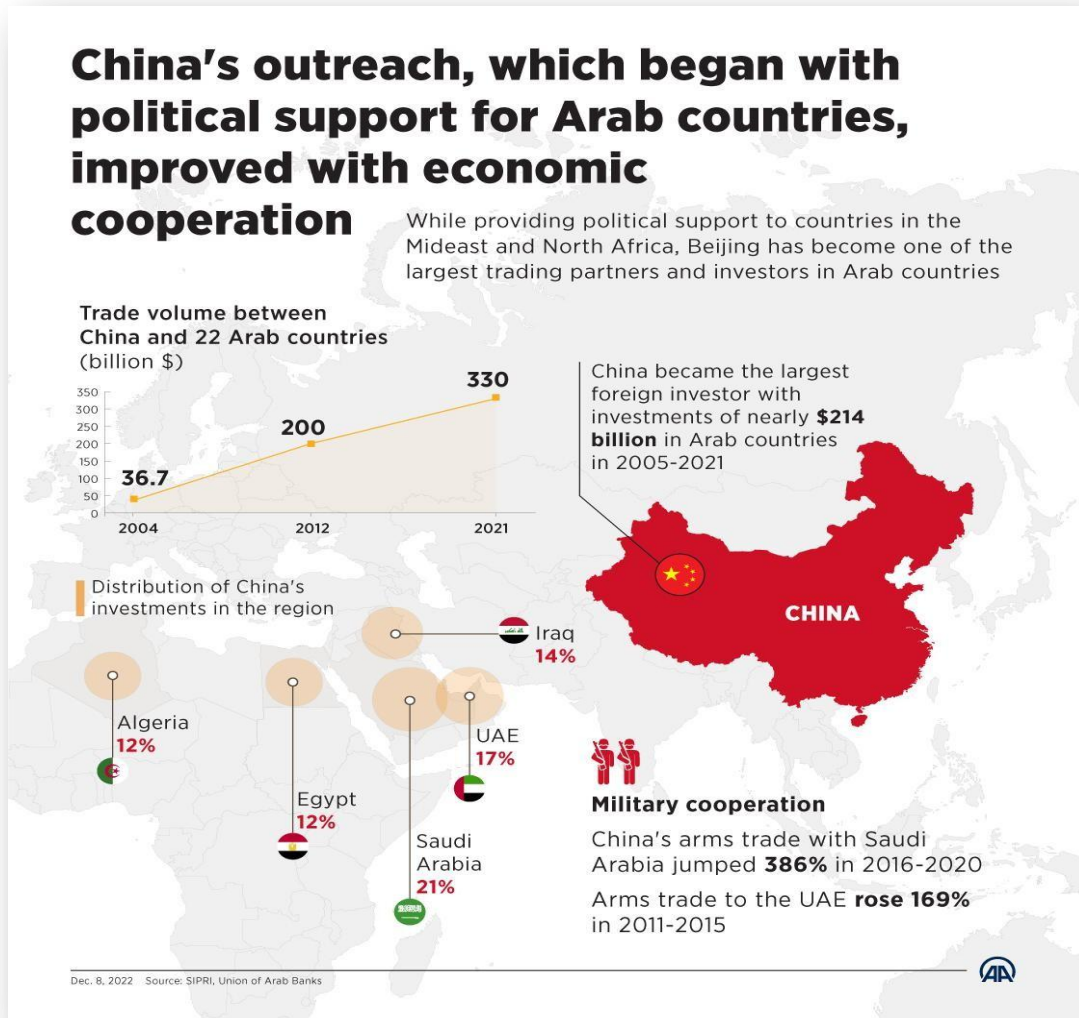 China's outreach, which began with
political support for Arab countries,
improved with economic
cooperation
While providing political support to countries in the
Mideast and North Africa, Beijing has become one of the
largest trading partners and investors in Arab countries
Trade volume between
China and 22 Arab countries
(billion $)
350
300
250
200
150
100
50
0
36.7
200
330
2004
2012
2021
China became the largest
foreign investor with
investments of nearly $214
billion in Arab countries
in 2005-2021
CHINA
Distribution of China's
investments in the region
Iraq
14%
Algeria
12%
Egypt
12%
UAE
17%
Saudi
Arabia
21%
Military cooperation
China's arms trade with Saudi
Arabia jumped 386% in 2016-2020
Arms trade to the UAE rose 169%
in 2011-2015
Dec. 8, 2022 Source: SIPRI, Union of Arab Banks
AA